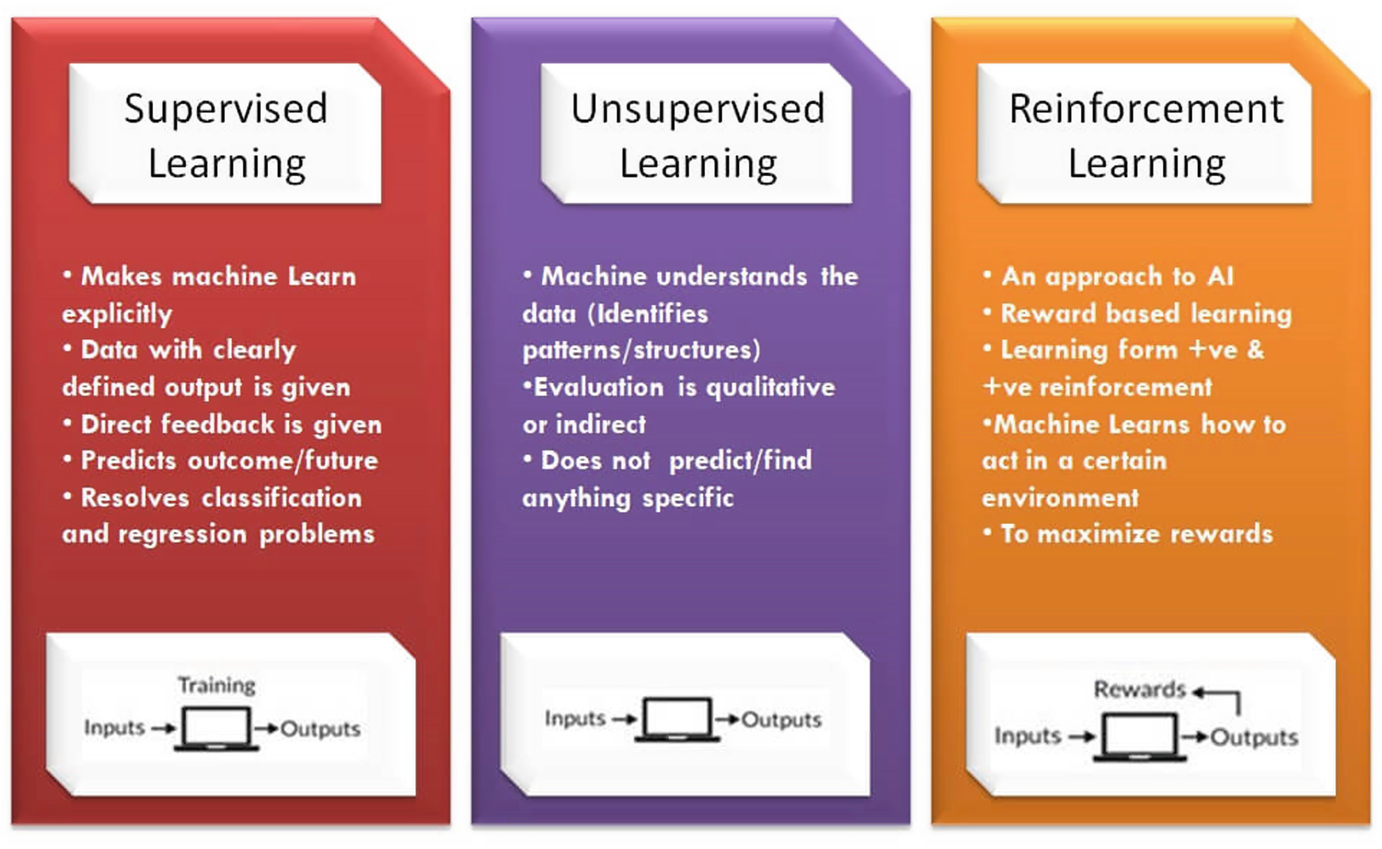 Supervised
Learning
• Makes machine Learn
explicitly
• Data with clearly
defined output is given
• Direct feedback is given
• Predicts outcome/future
• Resolves classification
and regression problems
Training
Inputs
Outputs
Unsupervised
Learning
• Machine understands the
data (Identifies
patterns/structures)
•Evaluation is qualitative
or indirect
• Does not predict/find
anything specific
Inputs
Outputs
Reinforcement
Learning
• An approach to AI
• Reward based learning
• Learning form +ve &
+ve reinforcement
•Machine Learns how to
act in a certain
environment
• To maximize rewards
Rewards
Inputs
Outputs